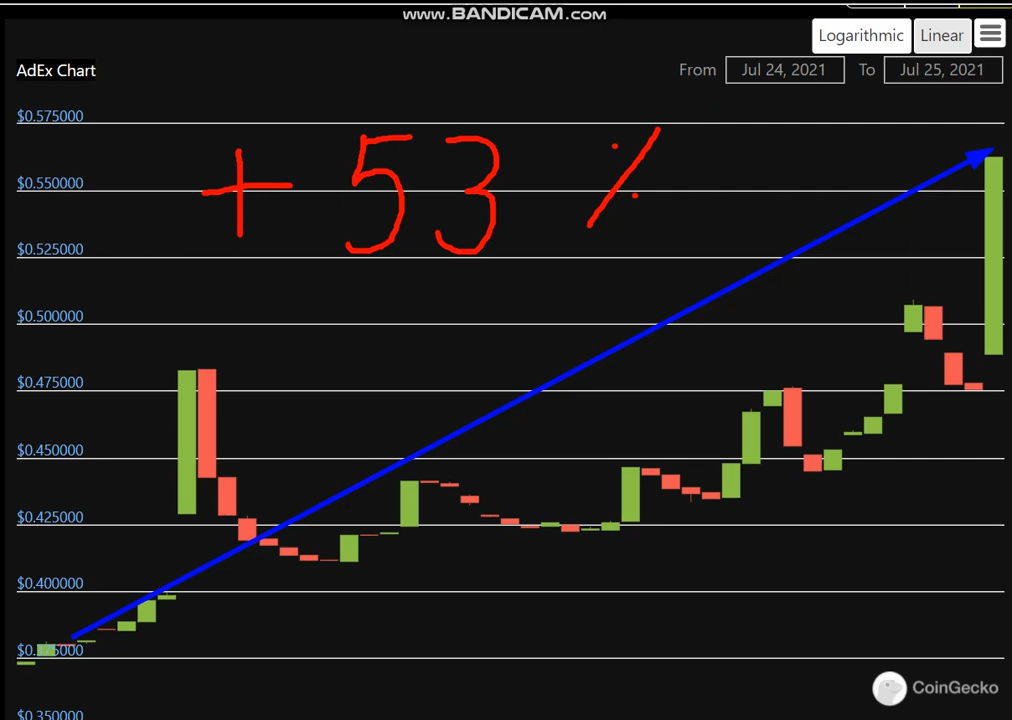 www.BANDICAM.com
Logarithmic Linear
AdEx Chart
From Jul 24, 2021 To Jul 25, 2021
$0.575000
+ 53 %
$0.550000
$0.525000
$0.500000
$0.475000
$0.450000
$0.425000
$0.400000
$0.375000
CoinGecko
$0.350000